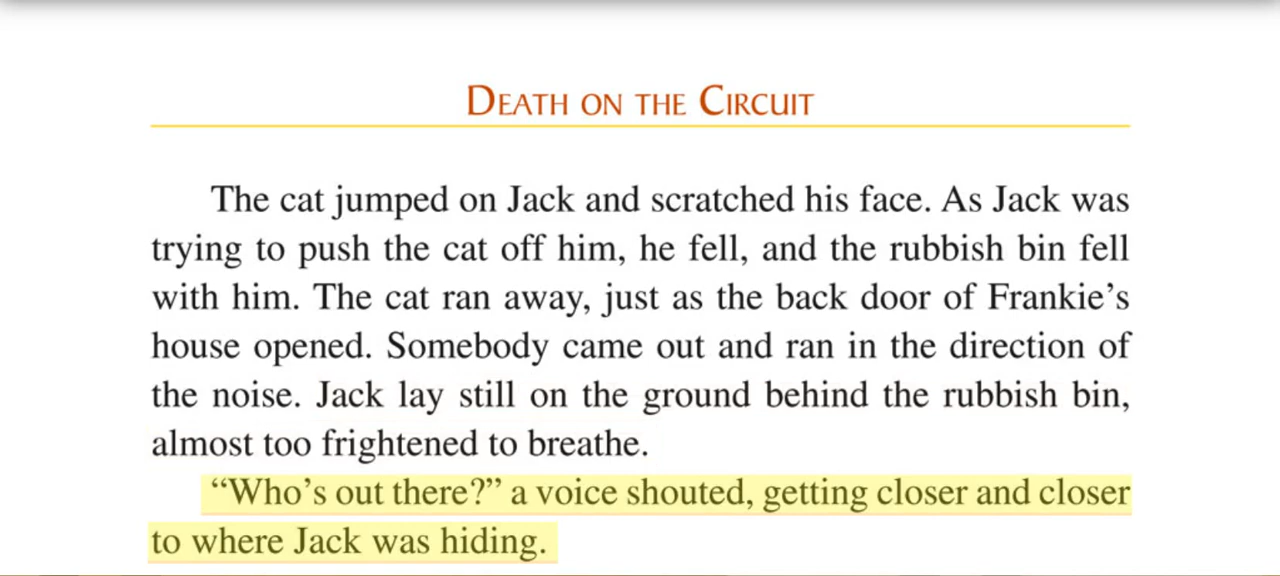 DEATH ON THE CIRCUIT
The cat jumped on Jack and scratched his face. As Jack was
trying to push the cat off him, he fell, and the rubbish bin fell
with him. The cat ran away, just as the back door of Frankie’s
house opened. Somebody came out and ran in the direction of
the noise. Jack lay still on the ground behind the rubbish bin,
almost too frightened to breathe.
“Who’s out there?” a voice shouted, getting closer and closer
to where Jack was hiding.